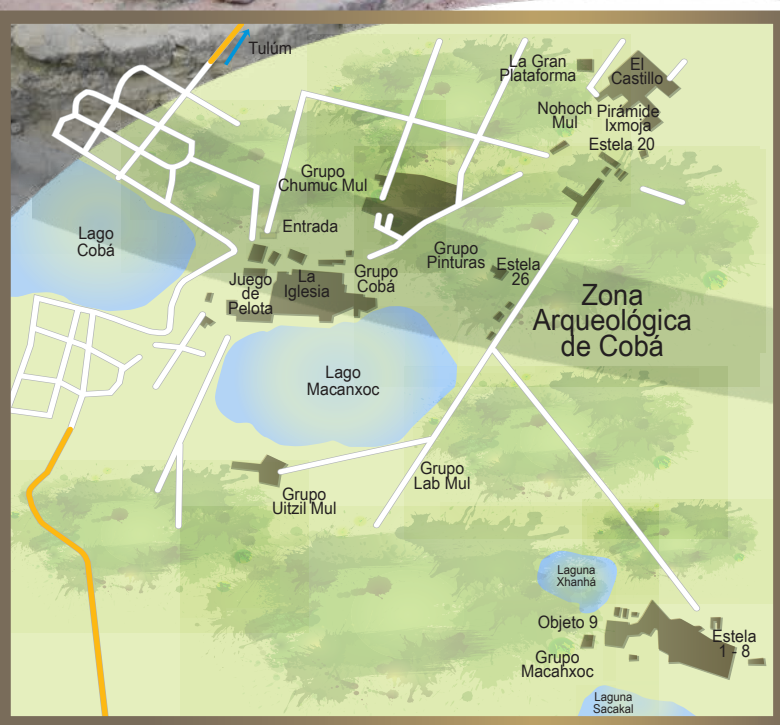 Tulúm
La Gran
Plataforma
El
Castillo
Nohoch
Mul
Pirámide
Ixmoja
Estela 20
Grupo
Chumuc Mul
Entrada
Lago
Cobá
Grupo
Pinturas
Estela
26
Juego
de
Pelota
La
Iglesia
Grupo
Cobá
Zona
Arqueológica
de Cobá
Lago
Macanxoc
Grupo
Lab Mul
Grupo
Uitzil Mul
Laguna
Xhanhá
Objeto 9
Estela
1 - 8
Grupo
Macahxoc
Laguna
Sacakal